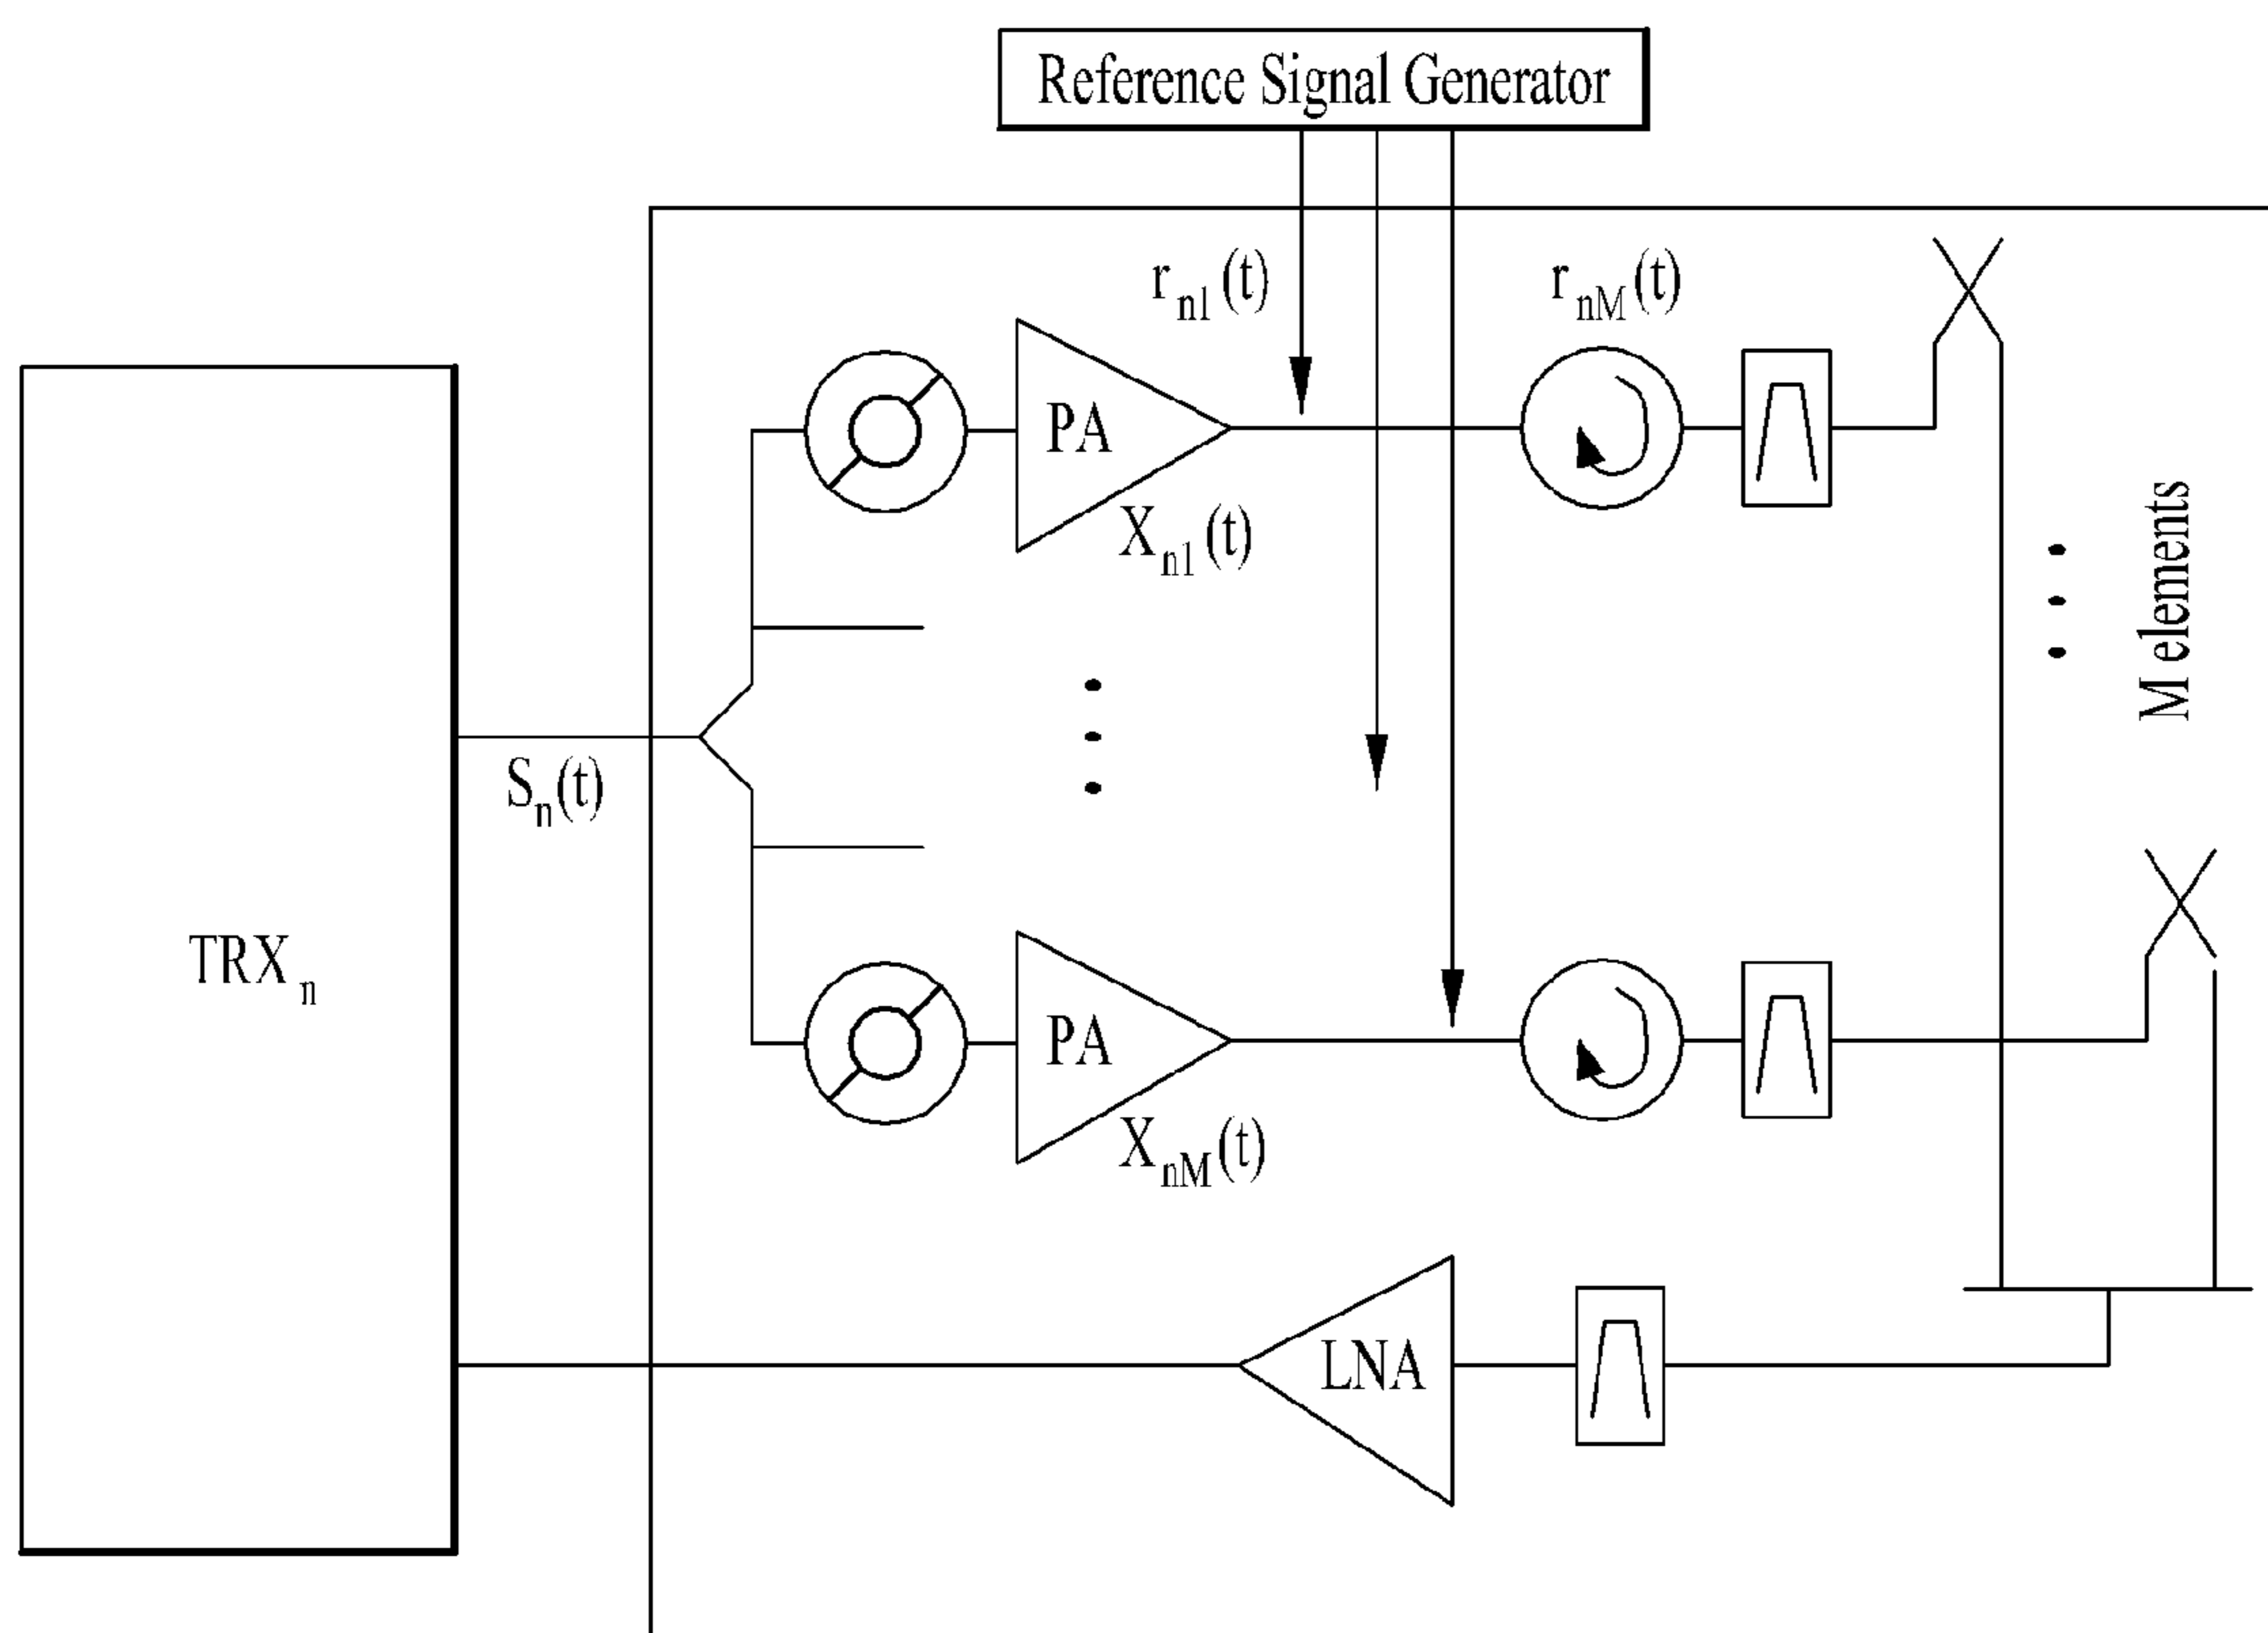 Reference Signal Generator
r_n1(t)
r_nM(t)
PA
X_n1(t)
M elements
S_n(t)
TRX_n
PA
X_nM(t)
LNA